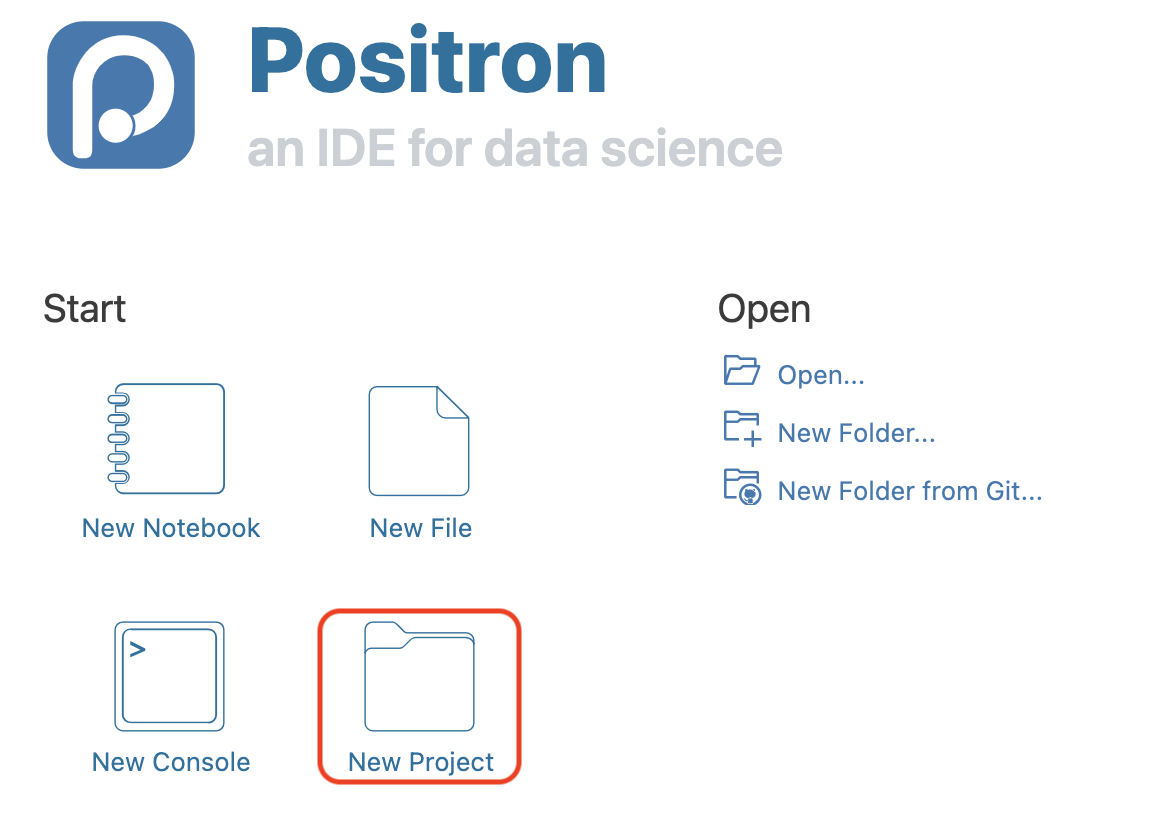 Positron
an IDE for data science
Start
New Notebook
New File
>
New Console
New Project
Open
Open...
New Folder...
New Folder from Git...